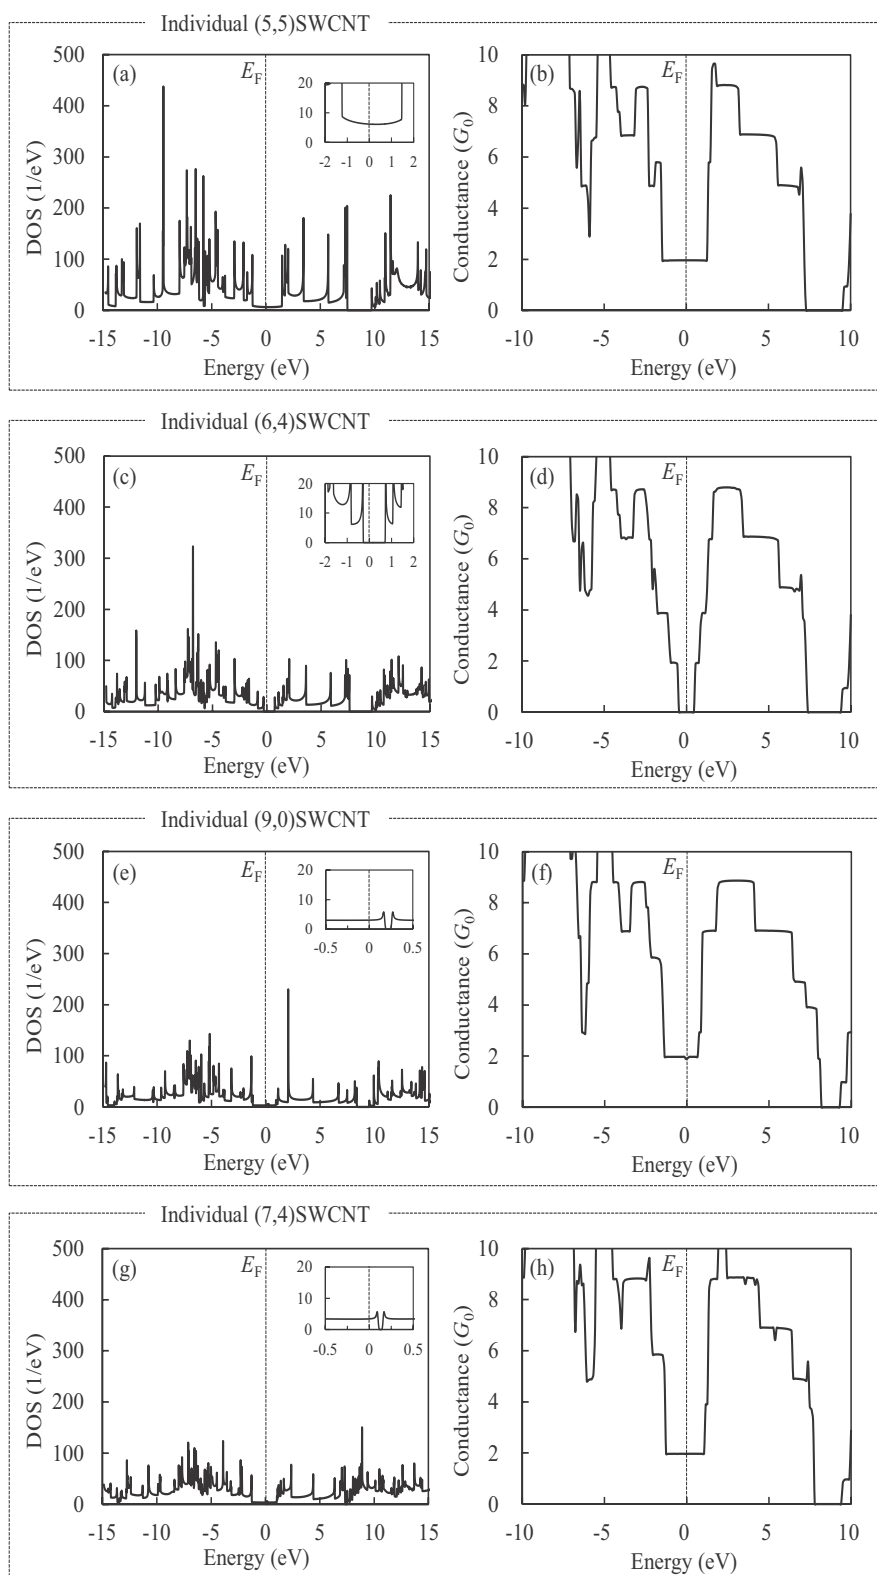 Individual (5,5)SWCNT
(a)
E_F
DOS (1/eV)
500
400
300
200
100
0
-15 -10 -5 0 5 10 15
Energy (eV)
20
10
0
-2 -1 0 1 2
(b)
E_F
Conductance (G_0)
10
8
6
4
2
0
-10 -5 0 5 10
Energy (eV)
Individual (6,4)SWCNT
(c)
E_F
DOS (1/eV)
500
400
300
200
100
0
-15 -10 -5 0 5 10 15
Energy (eV)
20
10
0
-2 -1 0 1 2
(d)
E_F
Conductance (G_0)
10
8
6
4
2
0
-10 -5 0 5 10
Energy (eV)
Individual (9,0)SWCNT
(e)
E_F
DOS (1/eV)
500
400
300
200
100
0
-15 -10 -5 0 5 10 15
Energy (eV)
20
10
0
-0.5 0 0.5
(f)
E_F
Conductance (G_0)
10
8
6
4
2
0
-10 -5 0 5 10
Energy (eV)
Individual (7,4)SWCNT
(g)
E_F
DOS (1/eV)
500
400
300
200
100
0
-15 -10 -5 0 5 10 15
Energy (eV)
20
10
0
-0.5 0 0.5
(h)
E_F
Conductance (G_0)
10
8
6
4
2
0
-10 -5 0 5 10
Energy (eV)